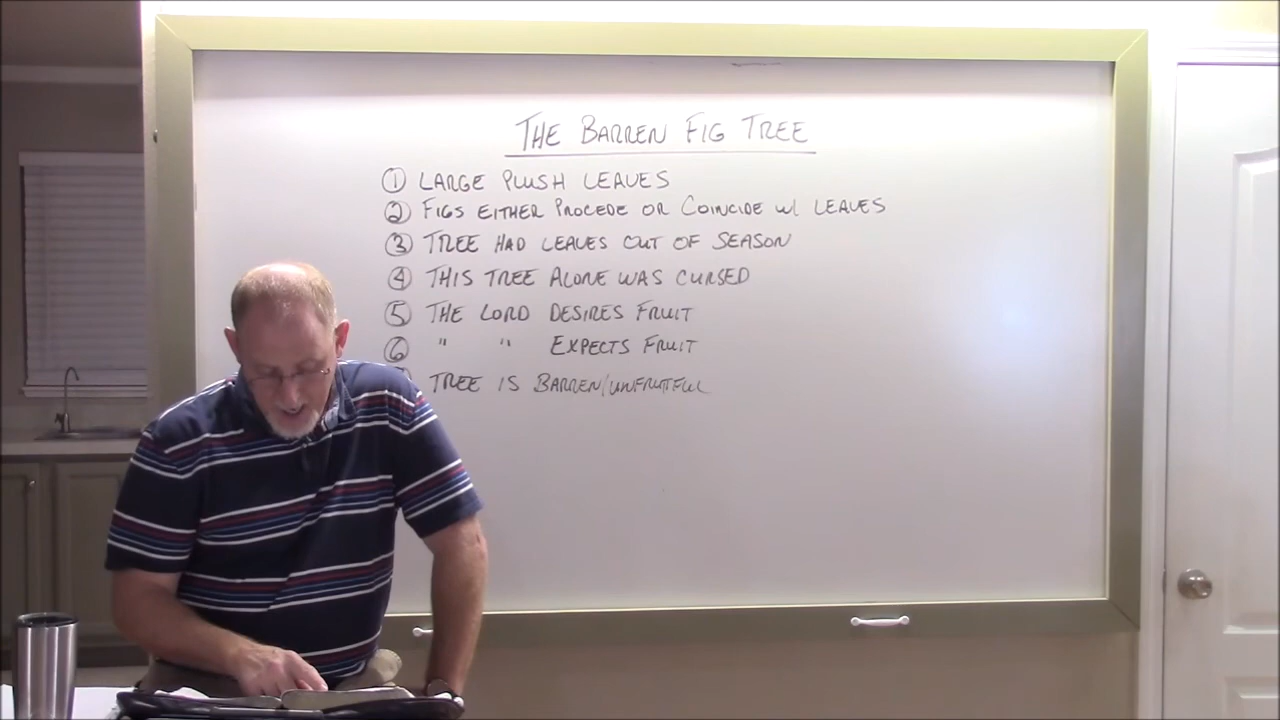 THE BARREN FIG TREE
① LARGE PLUSH LEAVES
② FIGS EITHER PROCEDE OR COINCIDE W/ LEAVES
③ TREE HAD LEAVES OUT OF SEASON
④ THIS TREE ALONE WAS CURSED
⑤ THE LORD DESIRES FRUIT
⑥ " " EXPECTS FRUIT
TREE IS BARREN/UNFRUTFUL